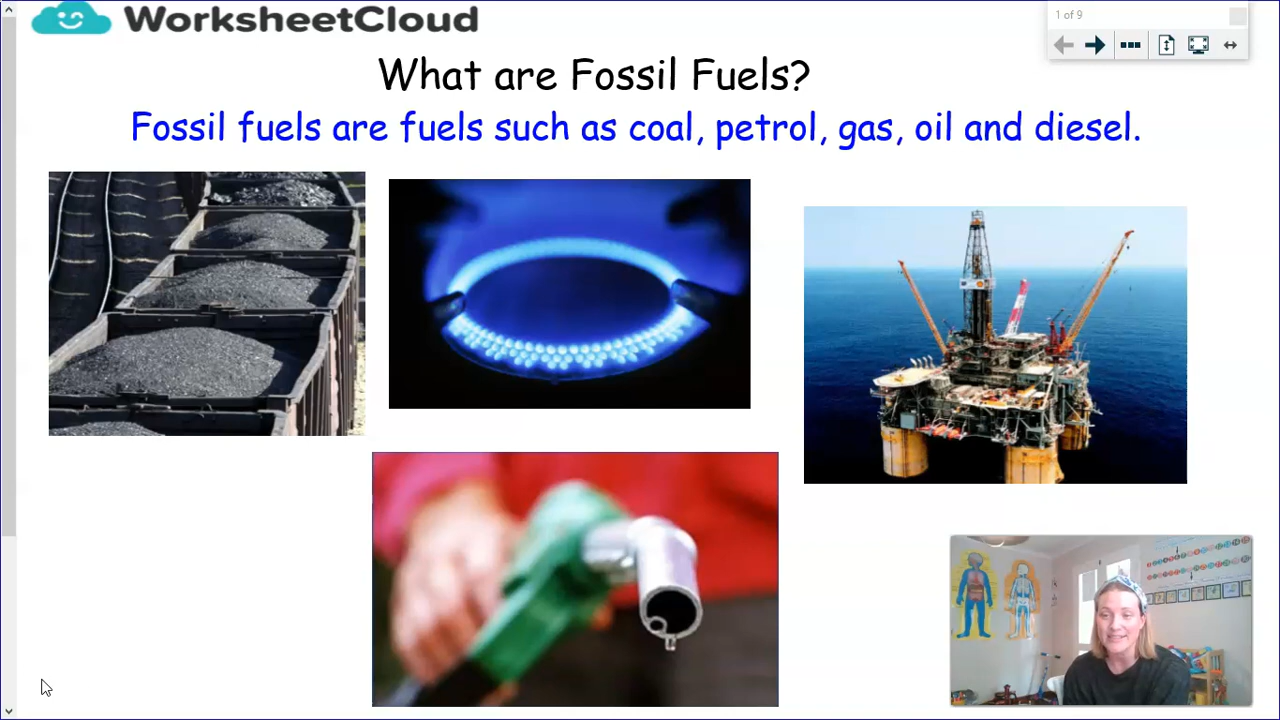 WorksheetCloud
1 of 9
What are Fossil Fuels?
Fossil fuels are fuels such as coal, petrol, gas, oil and diesel.